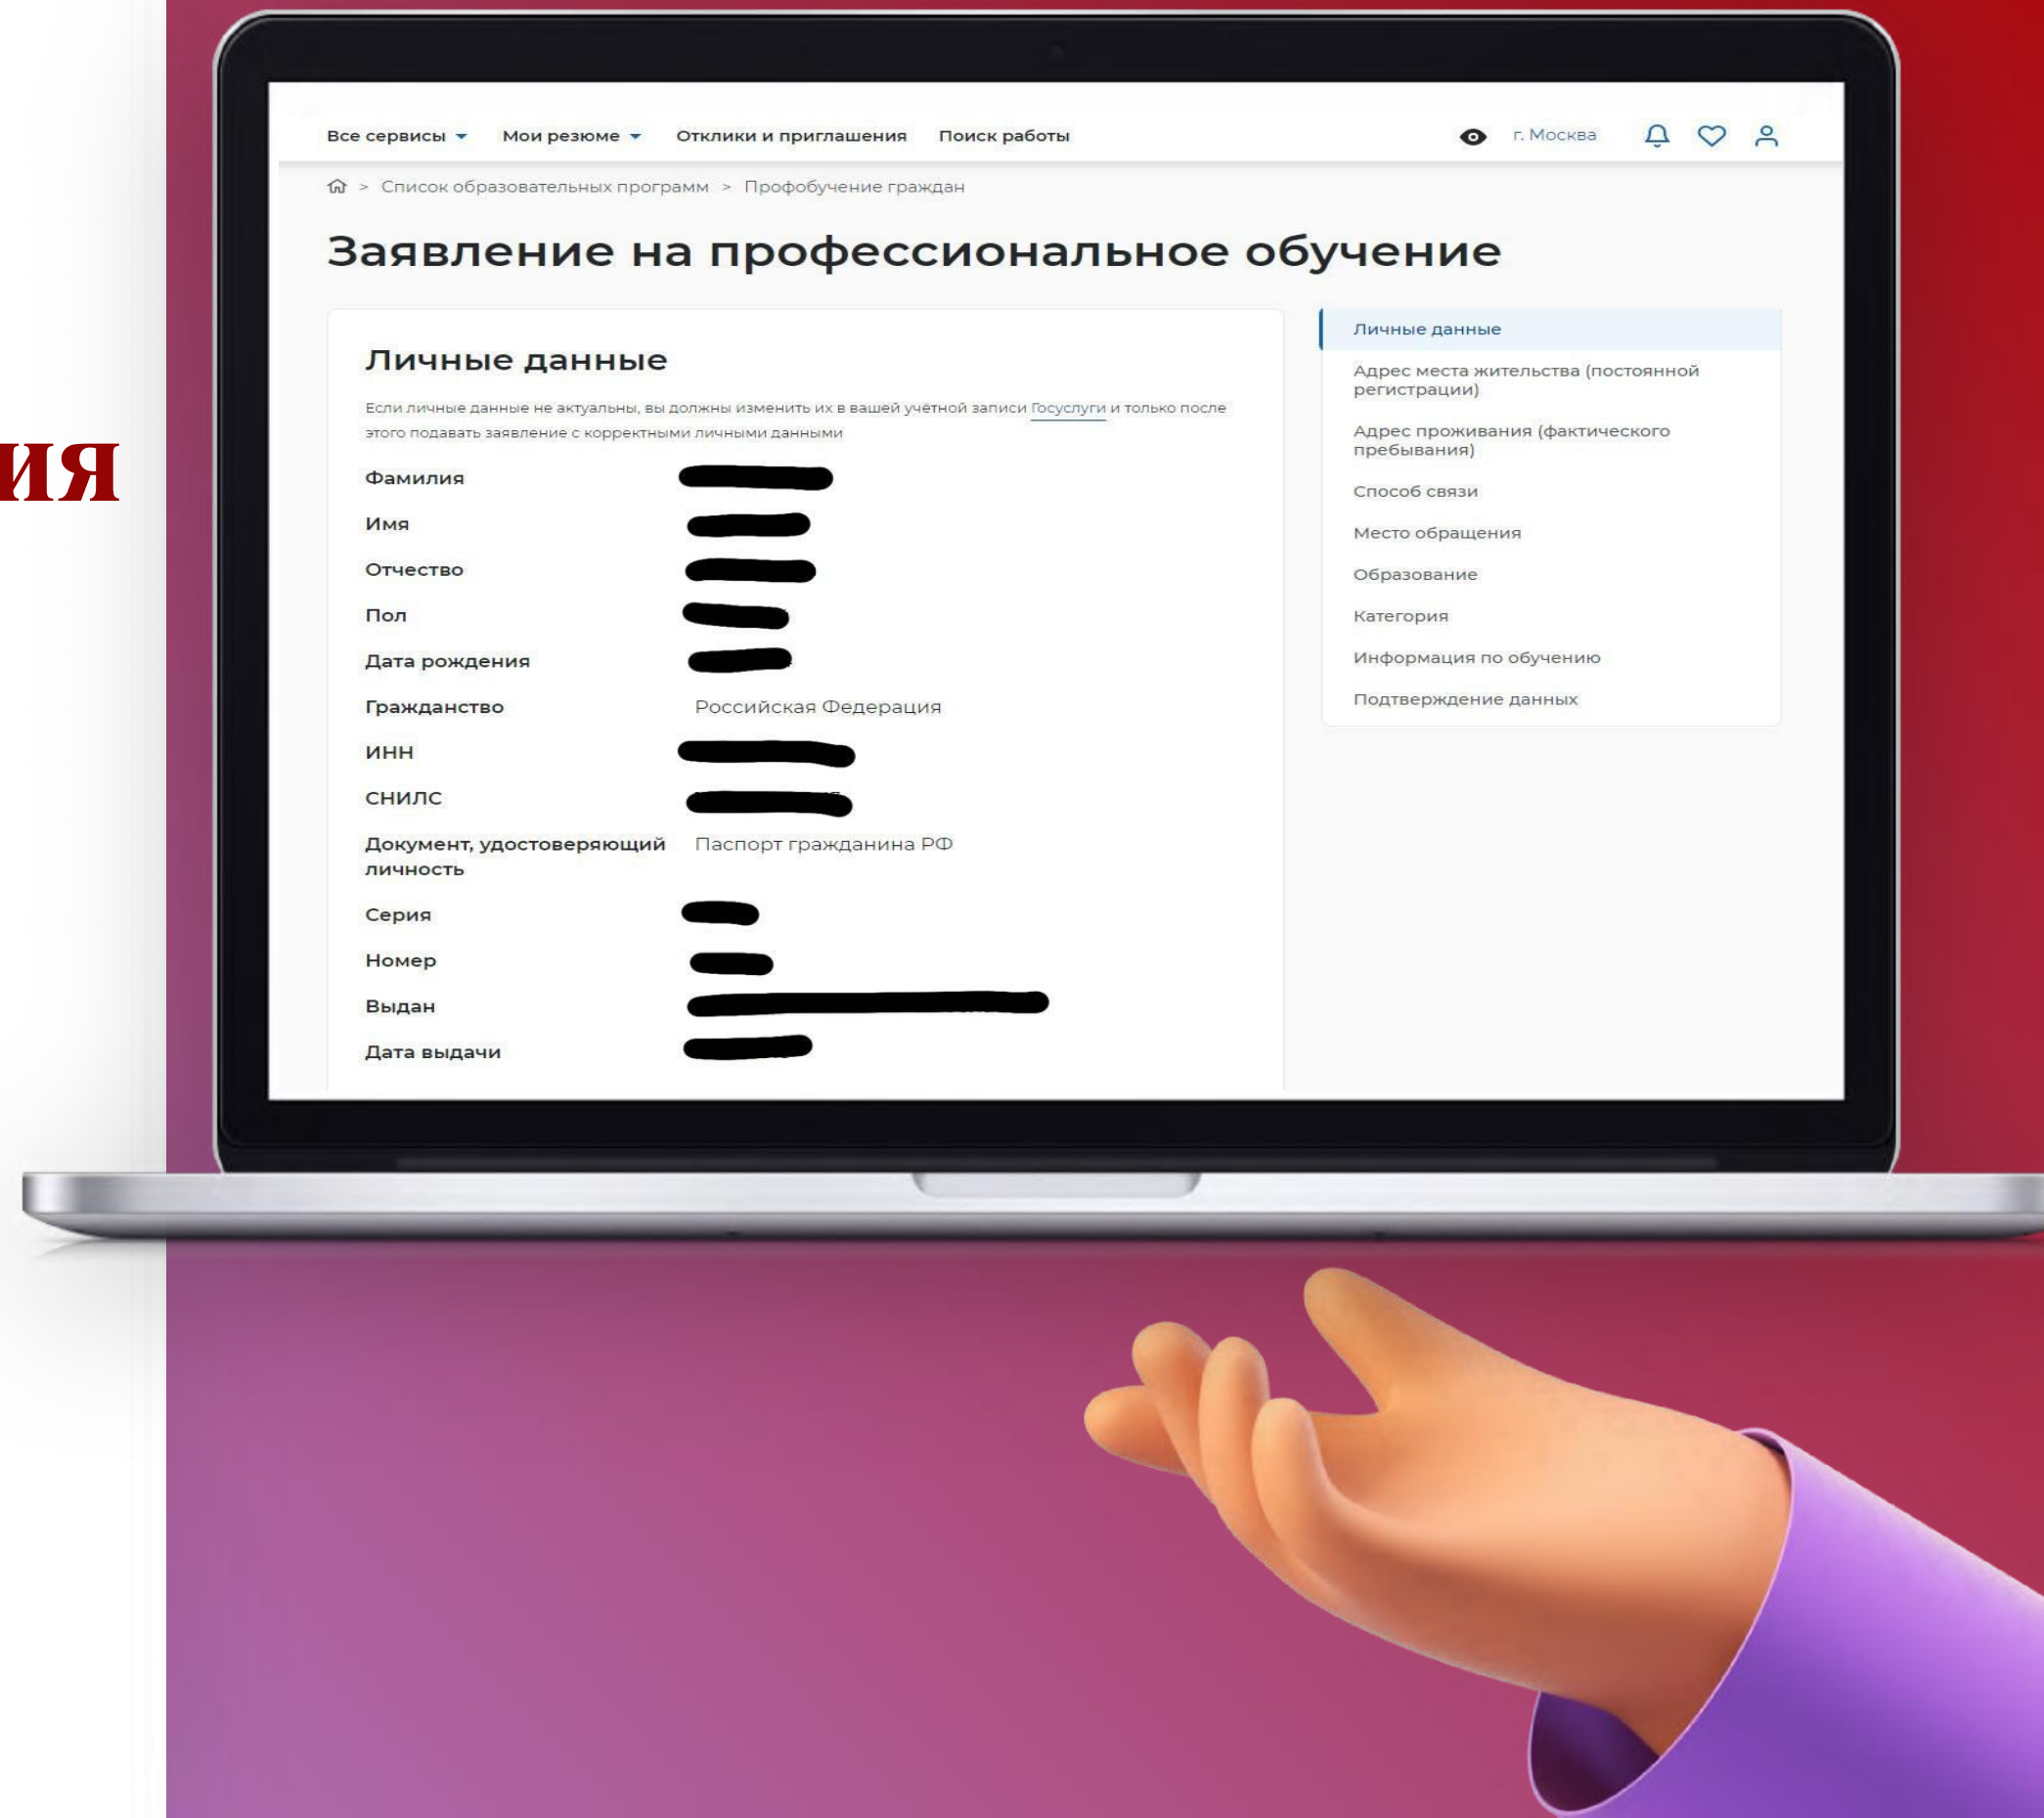 ия
Все сервисы Мои резюме Отклики и приглашения Поиск работы г. Москва
> Список образовательных программ > Профобучение граждан
Заявление на профессиональное обучение
Личные данные
Если личные данные не актуальны, вы должны изменить их в вашей учётной записи Госуслуги и только после
этого подавать заявление с корректными личными данными
Фамилия
Имя
Отчество
Пол
Дата рождения
Гражданство Российская Федерация
ИНН
СНИЛС
Документ, удостоверяющий Паспорт гражданина РФ
личность
Серия
Номер
Выдан
Дата выдачи
Личные данные
Адрес места жительства (постоянной
регистрации)
Адрес проживания (фактического
пребывания)
Способ связи
Место обращения
Образование
Категория
Информация по обучению
Подтверждение данных